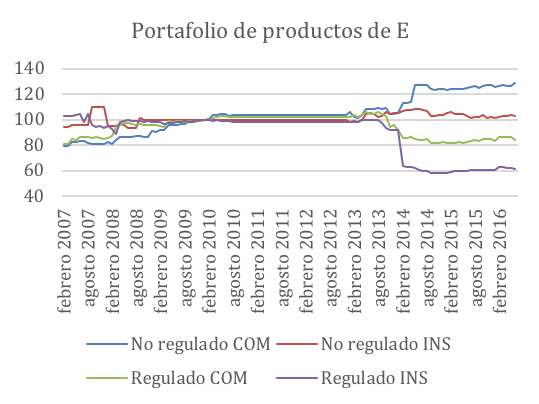 Portafolio de productos de E
140
120
100
80
60
40
febrero 2007
agosto 2007
febrero 2008
agosto 2008
febrero 2009
agosto 2009
febrero 2010
agosto 2010
febrero 2011
agosto 2011
febrero 2012
agosto 2012
febrero 2013
agosto 2013
febrero 2014
agosto 2014
febrero 2015
agosto 2015
febrero 2016
No regulado COM No regulado INS
Regulado COM Regulado INS